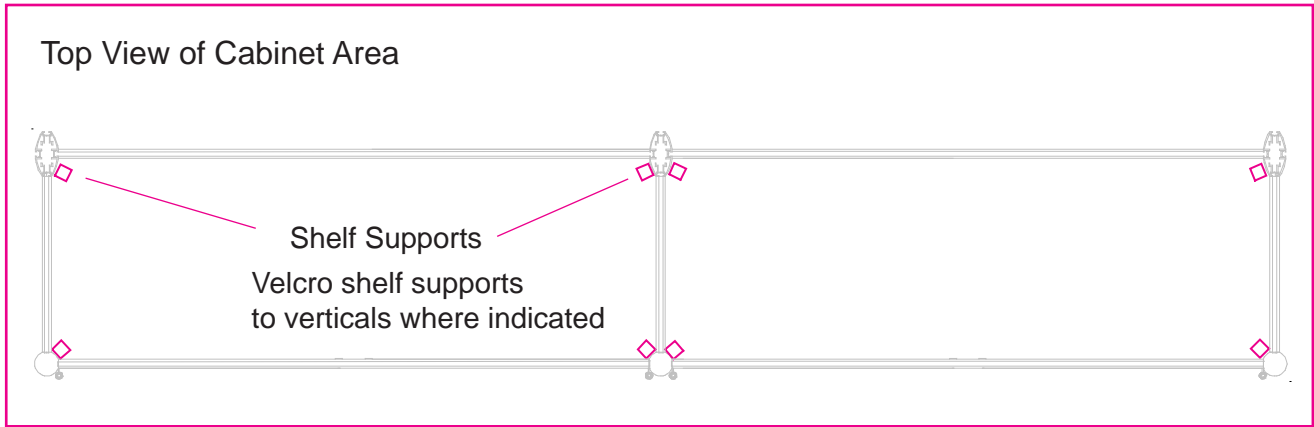 Top View of Cabinet Area
Shelf Supports
Velcro shelf supports
to verticals where indicated